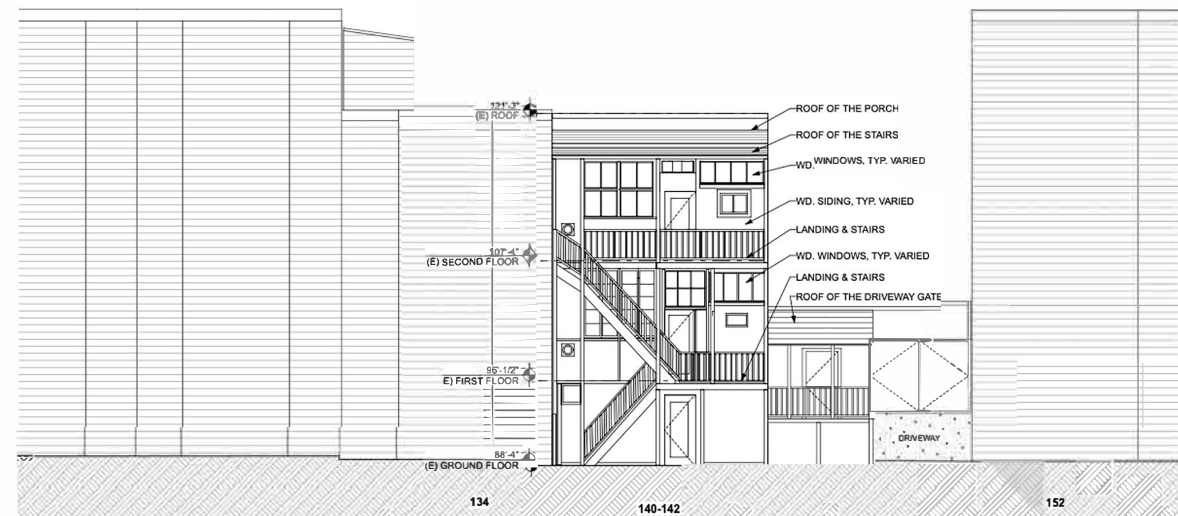 121'-3"
(E) ROOF
ROOF OF THE PORCH
ROOF OF THE STAIRS
WD. WINDOWS, TYP. VARIED
WD. SIDING, TYP. VARIED
LANDING & STAIRS
107'-4"
(E) SECOND FLOOR
WD. WINDOWS, TYP. VARIED
LANDING & STAIRS
ROOF OF THE DRIVEWAY GATE
96'-1/2"
E) FIRST FLOOR
DRIVEWAY
88'-4"
(E) GROUND FLOOR
134
140-142
152